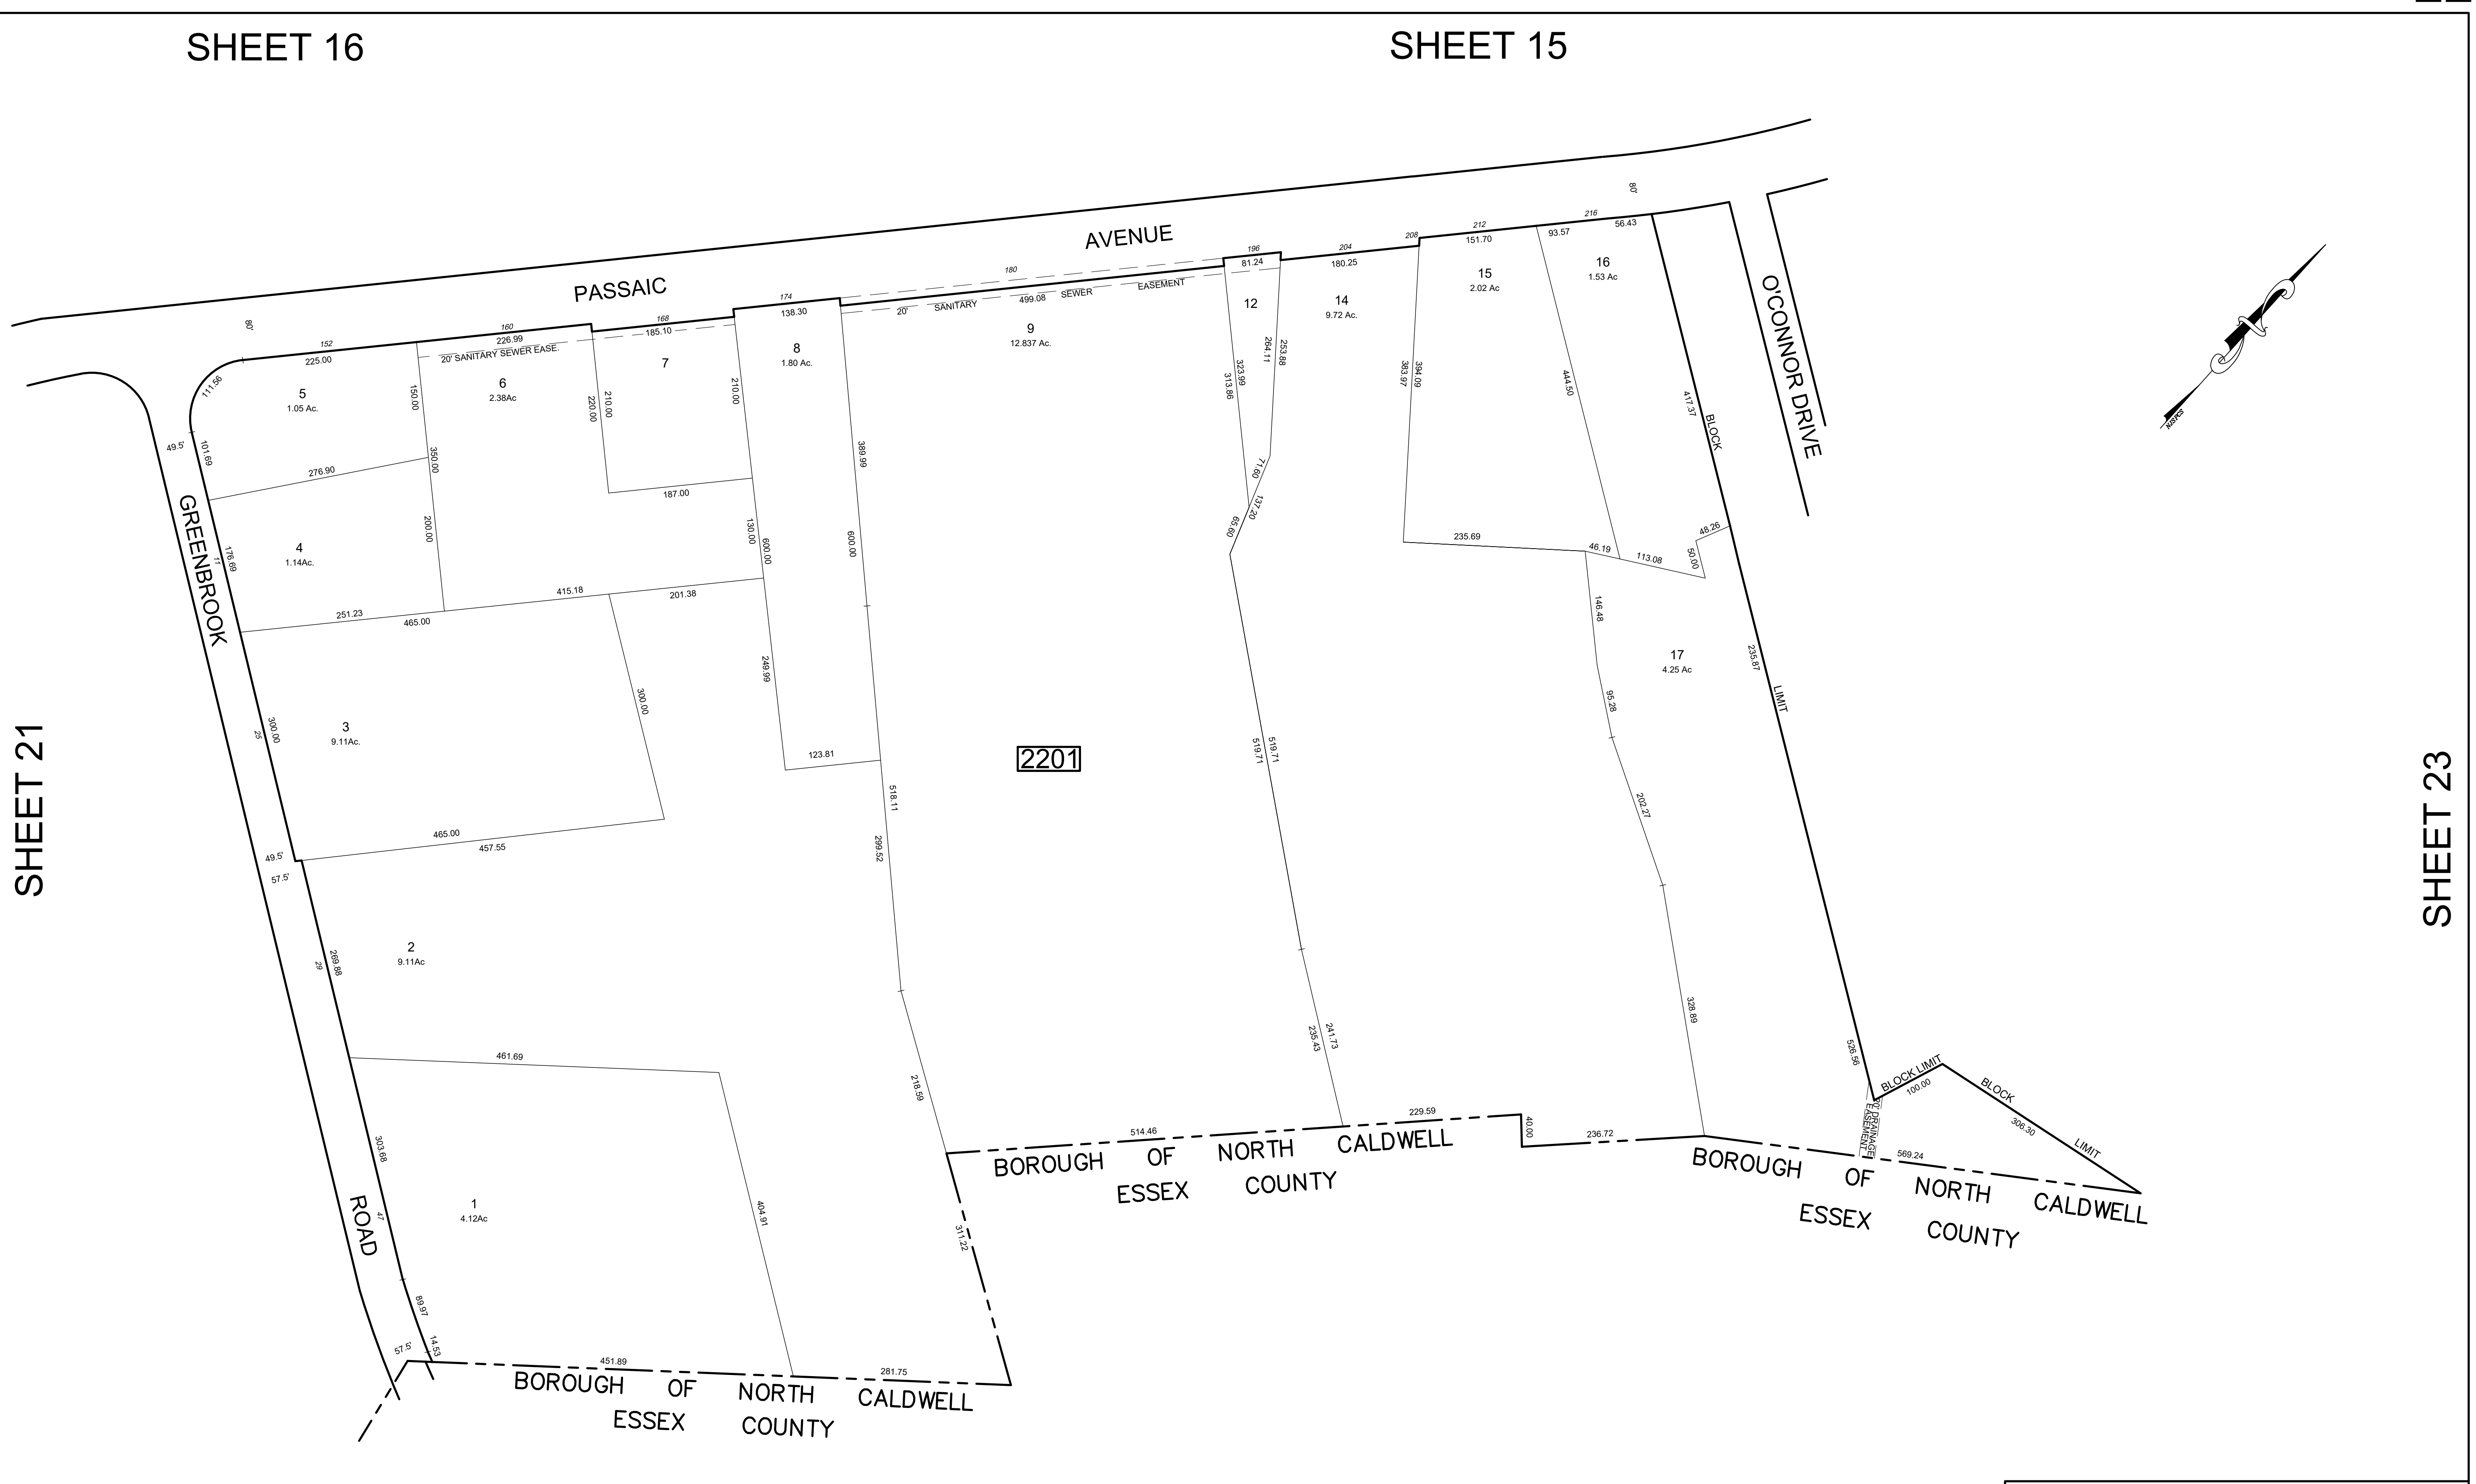 SHEET 16
SHEET 15
SHEET 21
SHEET 23
PASSAIC
AVENUE
GREENBROOK
ROAD
O'CONNOR DRIVE
NJSPCS
2201
80'
80'
152
225.00
111.56
5
1.05 Ac.
150.00
49.5'
101.69
276.90
160
226.99
20' SANITARY SEWER EASE.
6
2.38Ac
350.00
200.00
220.00
168
185.10
7
210.00
187.00
174
138.30
8
1.80 Ac.
210.00
130.00
600.00
249.99
123.81
389.99
600.00
180
20'
SANITARY
499.08
SEWER
EASEMENT
9
12.837 Ac.
196
81.24
12
323.99
313.86
264.11
253.88
71.60
137.20
65.60
204
180.25
14
9.72 Ac.
208
383.97
394.09
212
151.70
15
2.02 Ac
235.69
46.19
216
93.57
56.43
16
1.53 Ac
444.50
113.08
50.00
48.26
417.37
BLOCK
LIMIT
235.87
526.56
17
4.25 Ac
146.48
95.28
202.27
328.89
4
1.14Ac.
176.69
11
251.23
465.00
415.18
201.38
3
9.11Ac.
300.00
25
300.00
465.00
457.55
49.5'
57.5'
2
9.11Ac
269.88
29
461.69
518.11
299.52
218.59
519.71
519.71
235.43
241.73
1
4.12Ac
303.68
47
404.91
89.97
14.53
57.5'
451.89
281.75
311.22
BOROUGH OF NORTH CALDWELL
ESSEX COUNTY
514.46
229.59
40.00
236.72
BOROUGH OF NORTH CALDWELL
ESSEX COUNTY
BLOCK LIMIT
100.00
BLOCK
LIMIT
306.30
20' DRAINAGE
EASEMENT
569.24
BOROUGH OF NORTH CALDWELL
ESSEX COUNTY